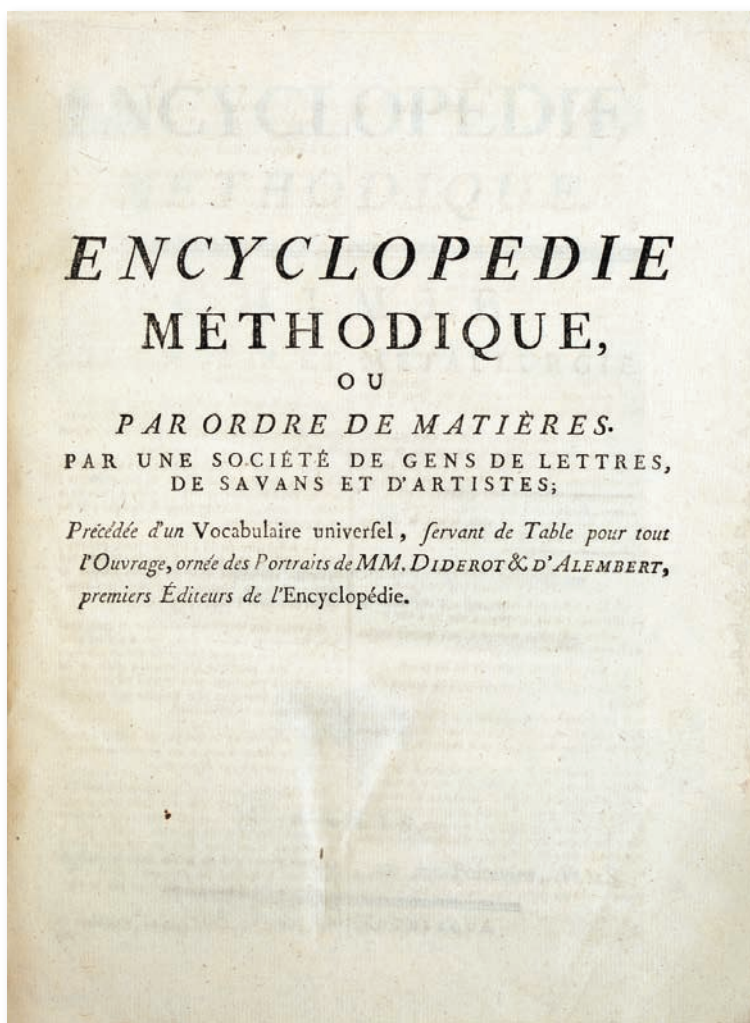 ENCYCLOPEDIE
MÉTHODIQUE,
OU
PAR ORDRE DE MATIÈRES.
PAR UNE SOCIÉTÉ DE GENS DE LETTRES,
DE SAVANS ET D'ARTISTES;
Précédée d'un Vocabulaire univerſel, ſervant de Table pour tout
l'Ouvrage, ornée des Portraits de MM. DIDEROT & D'ALEMBERT,
premiers Éditeurs de l'Encyclopédie.